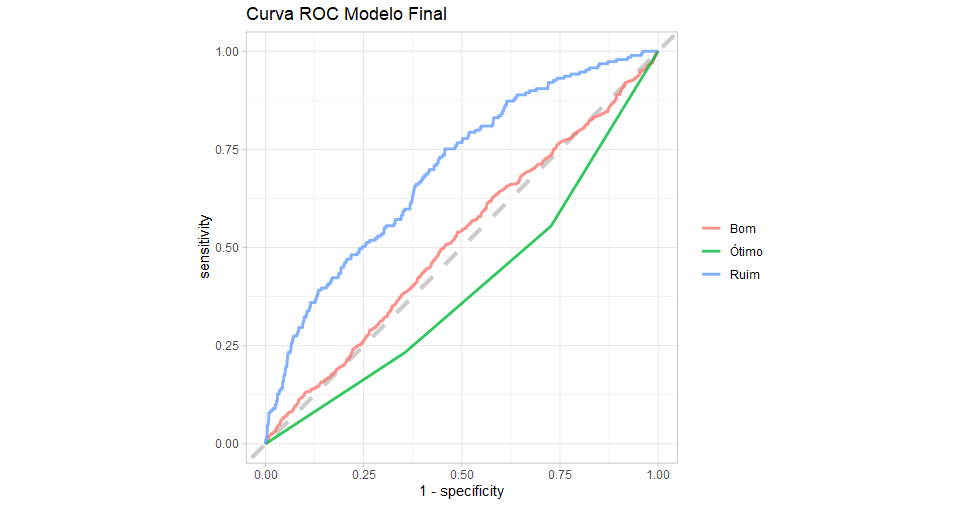 Curva ROC Modelo Final
1.00
0.75
0.50
0.25
0.00
sensitivity
0.00 0.25 0.50 0.75 1.00
1 - specificity
Bom
Ótimo
Ruim